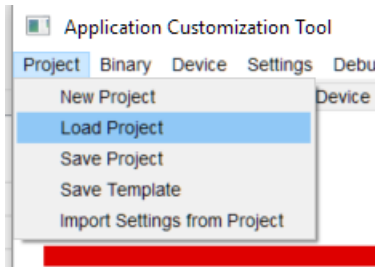 Application Customization Tool
Project Binary Device Settings Debu
New Project
Device
Load Project
Save Project
Save Template
Import Settings from Project